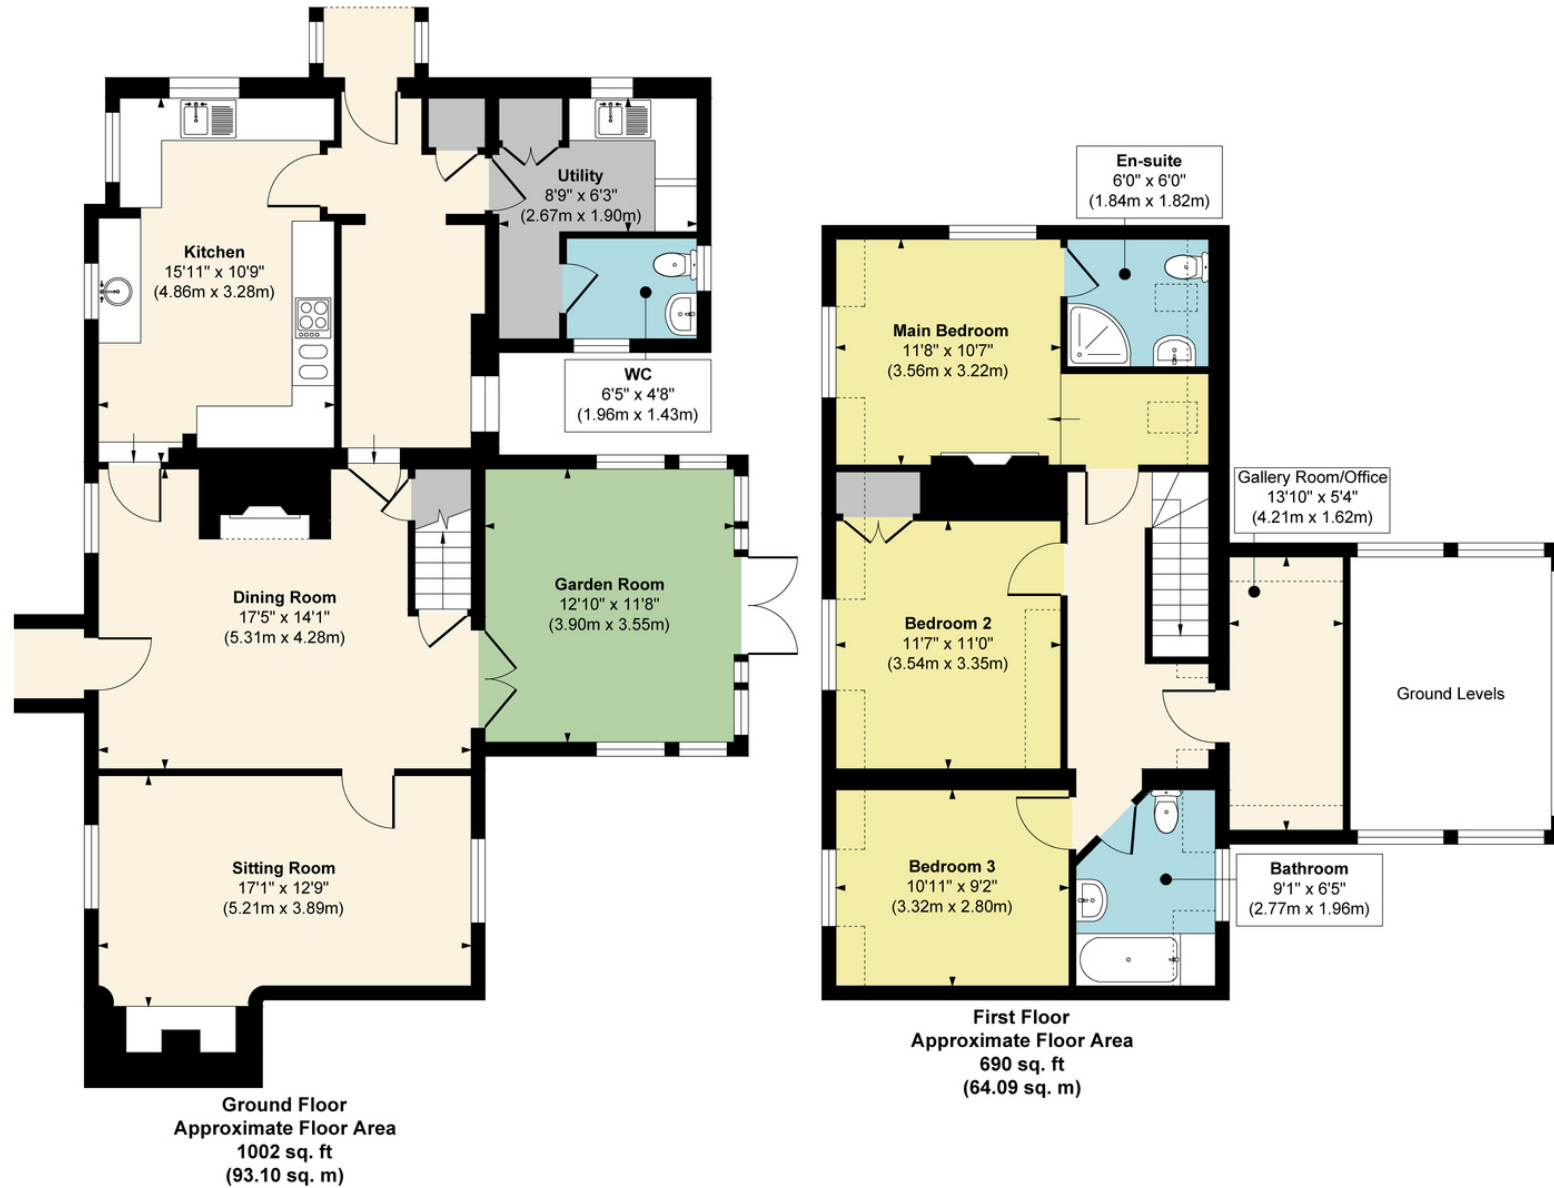 Kitchen
15'11" x 10'9"
(4.86m x 3.28m)
Utility
8'9" x 6'3"
(2.67m x 1.90m)
WC
6'5" x 4'8"
(1.96m x 1.43m)
Dining Room
17'5" x 14'1"
(5.31m x 4.28m)
Garden Room
12'10" x 11'8"
(3.90m x 3.55m)
Sitting Room
17'1" x 12'9"
(5.21m x 3.89m)
Ground Floor
Approximate Floor Area
1002 sq. ft
(93.10 sq. m)
En-suite
6'0" x 6'0"
(1.84m x 1.82m)
Main Bedroom
11'8" x 10'7"
(3.56m x 3.22m)
Gallery Room/Office
13'10" x 5'4"
(4.21m x 1.62m)
Bedroom 2
11'7" x 11'0"
(3.54m x 3.35m)
Ground Levels
Bedroom 3
10'11" x 9'2"
(3.32m x 2.80m)
Bathroom
9'1" x 6'5"
(2.77m x 1.96m)
First Floor
Approximate Floor Area
690 sq. ft
(64.09 sq. m)